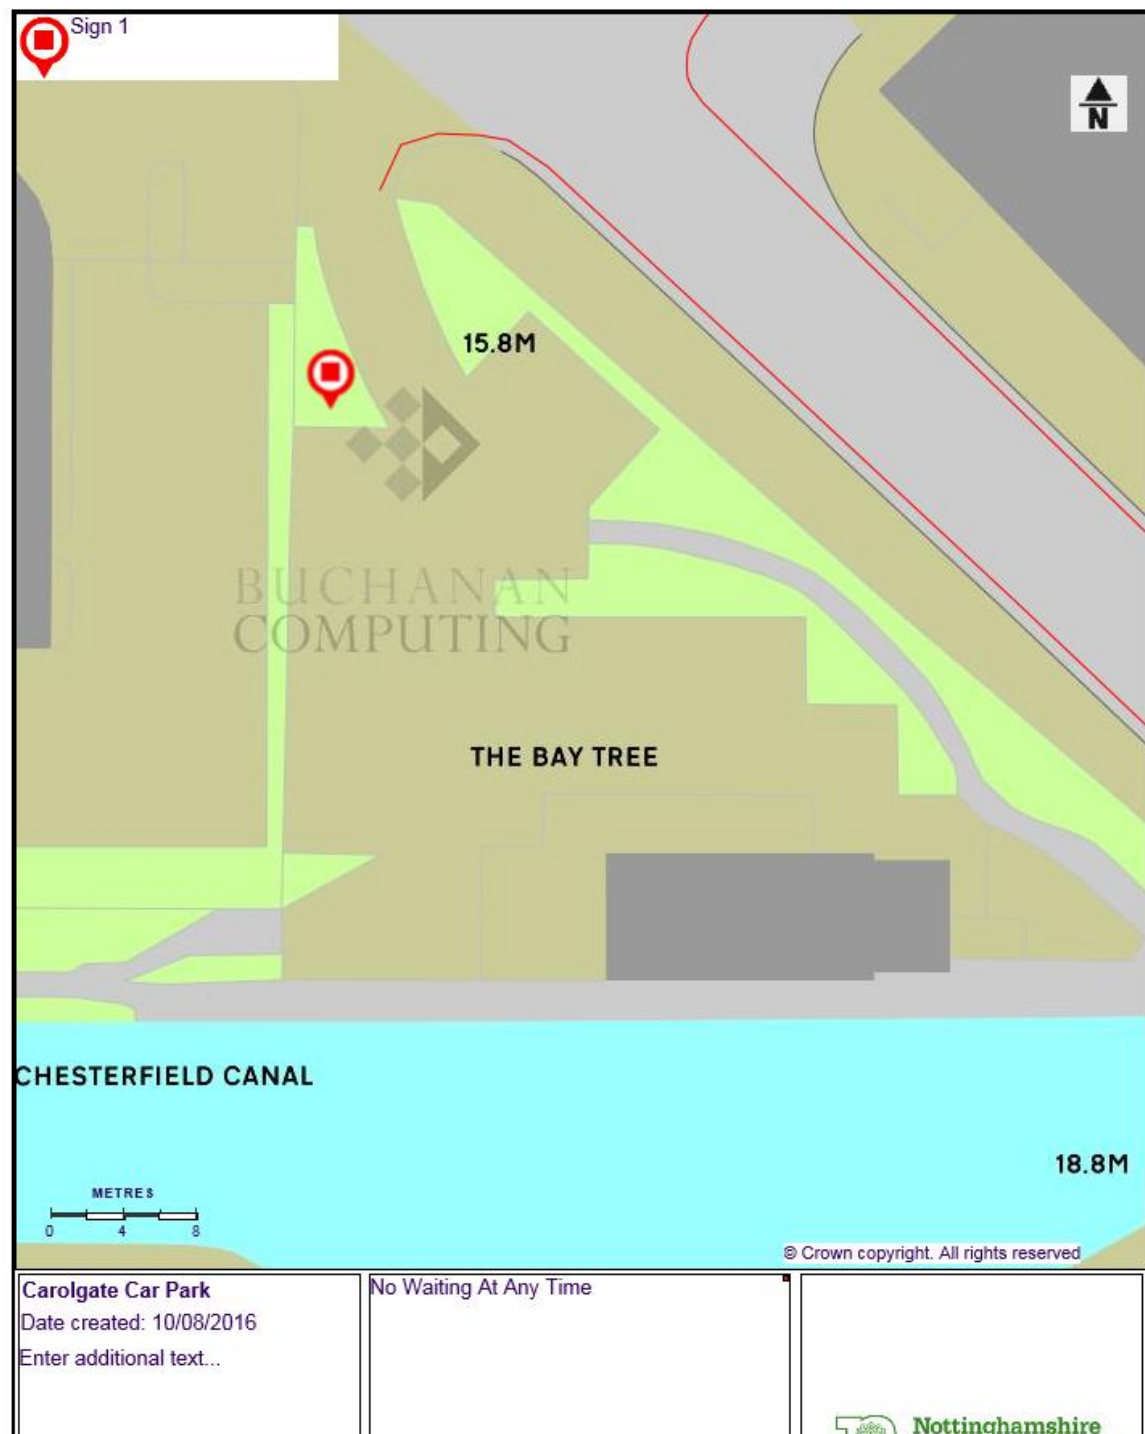 Sign 1
N
15.8M
BUCHANAN
COMPUTING
THE BAY TREE
CHESTERFIELD CANAL
18.8M
METRES
0 4 8
© Crown copyright. All rights reserved
Carolgate Car Park
Date created: 10/08/2016
Enter additional text...
No Waiting At Any Time
Nottinghamshire